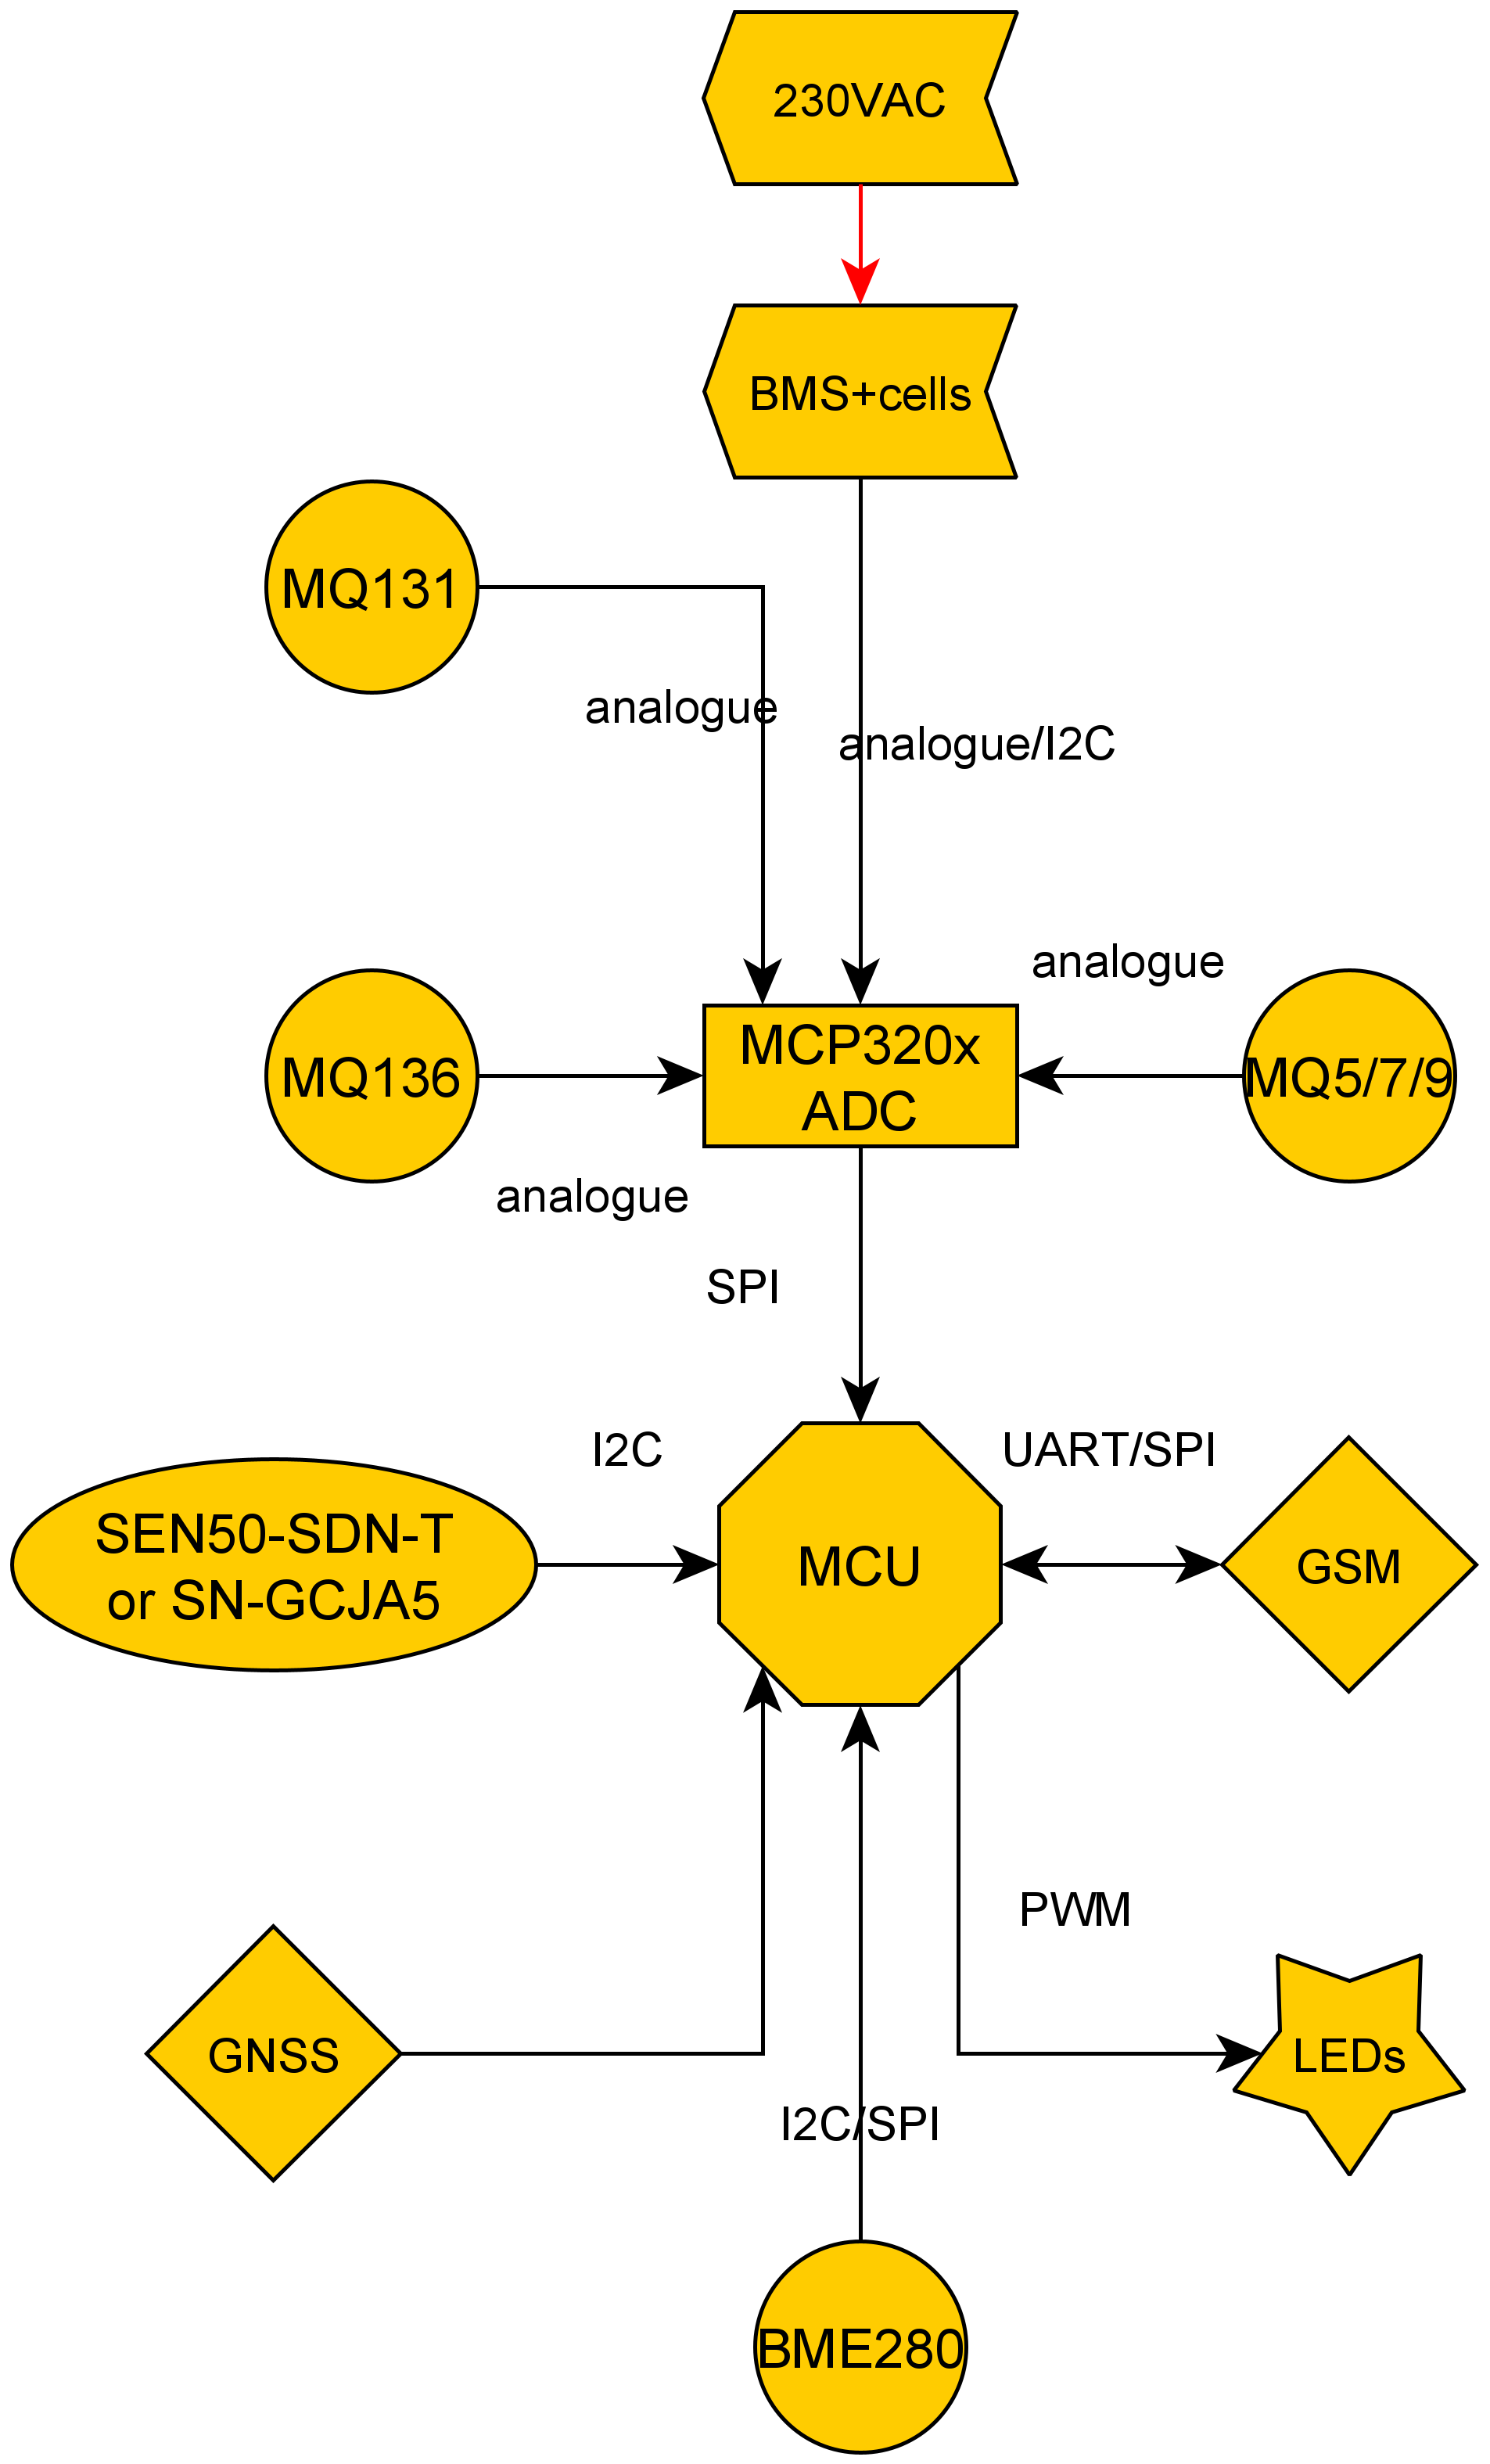 230VAC
BMS+cells
MQ131
analogue
analogue/I2C
analogue
MCP320x
ADC
MQ136
MQ5/7/9
analogue
SPI
I2C
UART/SPI
SEN50-SDN-T
or SN-GCJA5
MCU
GSM
PWM
GNSS
LEDs
I2C/SPI
BME280